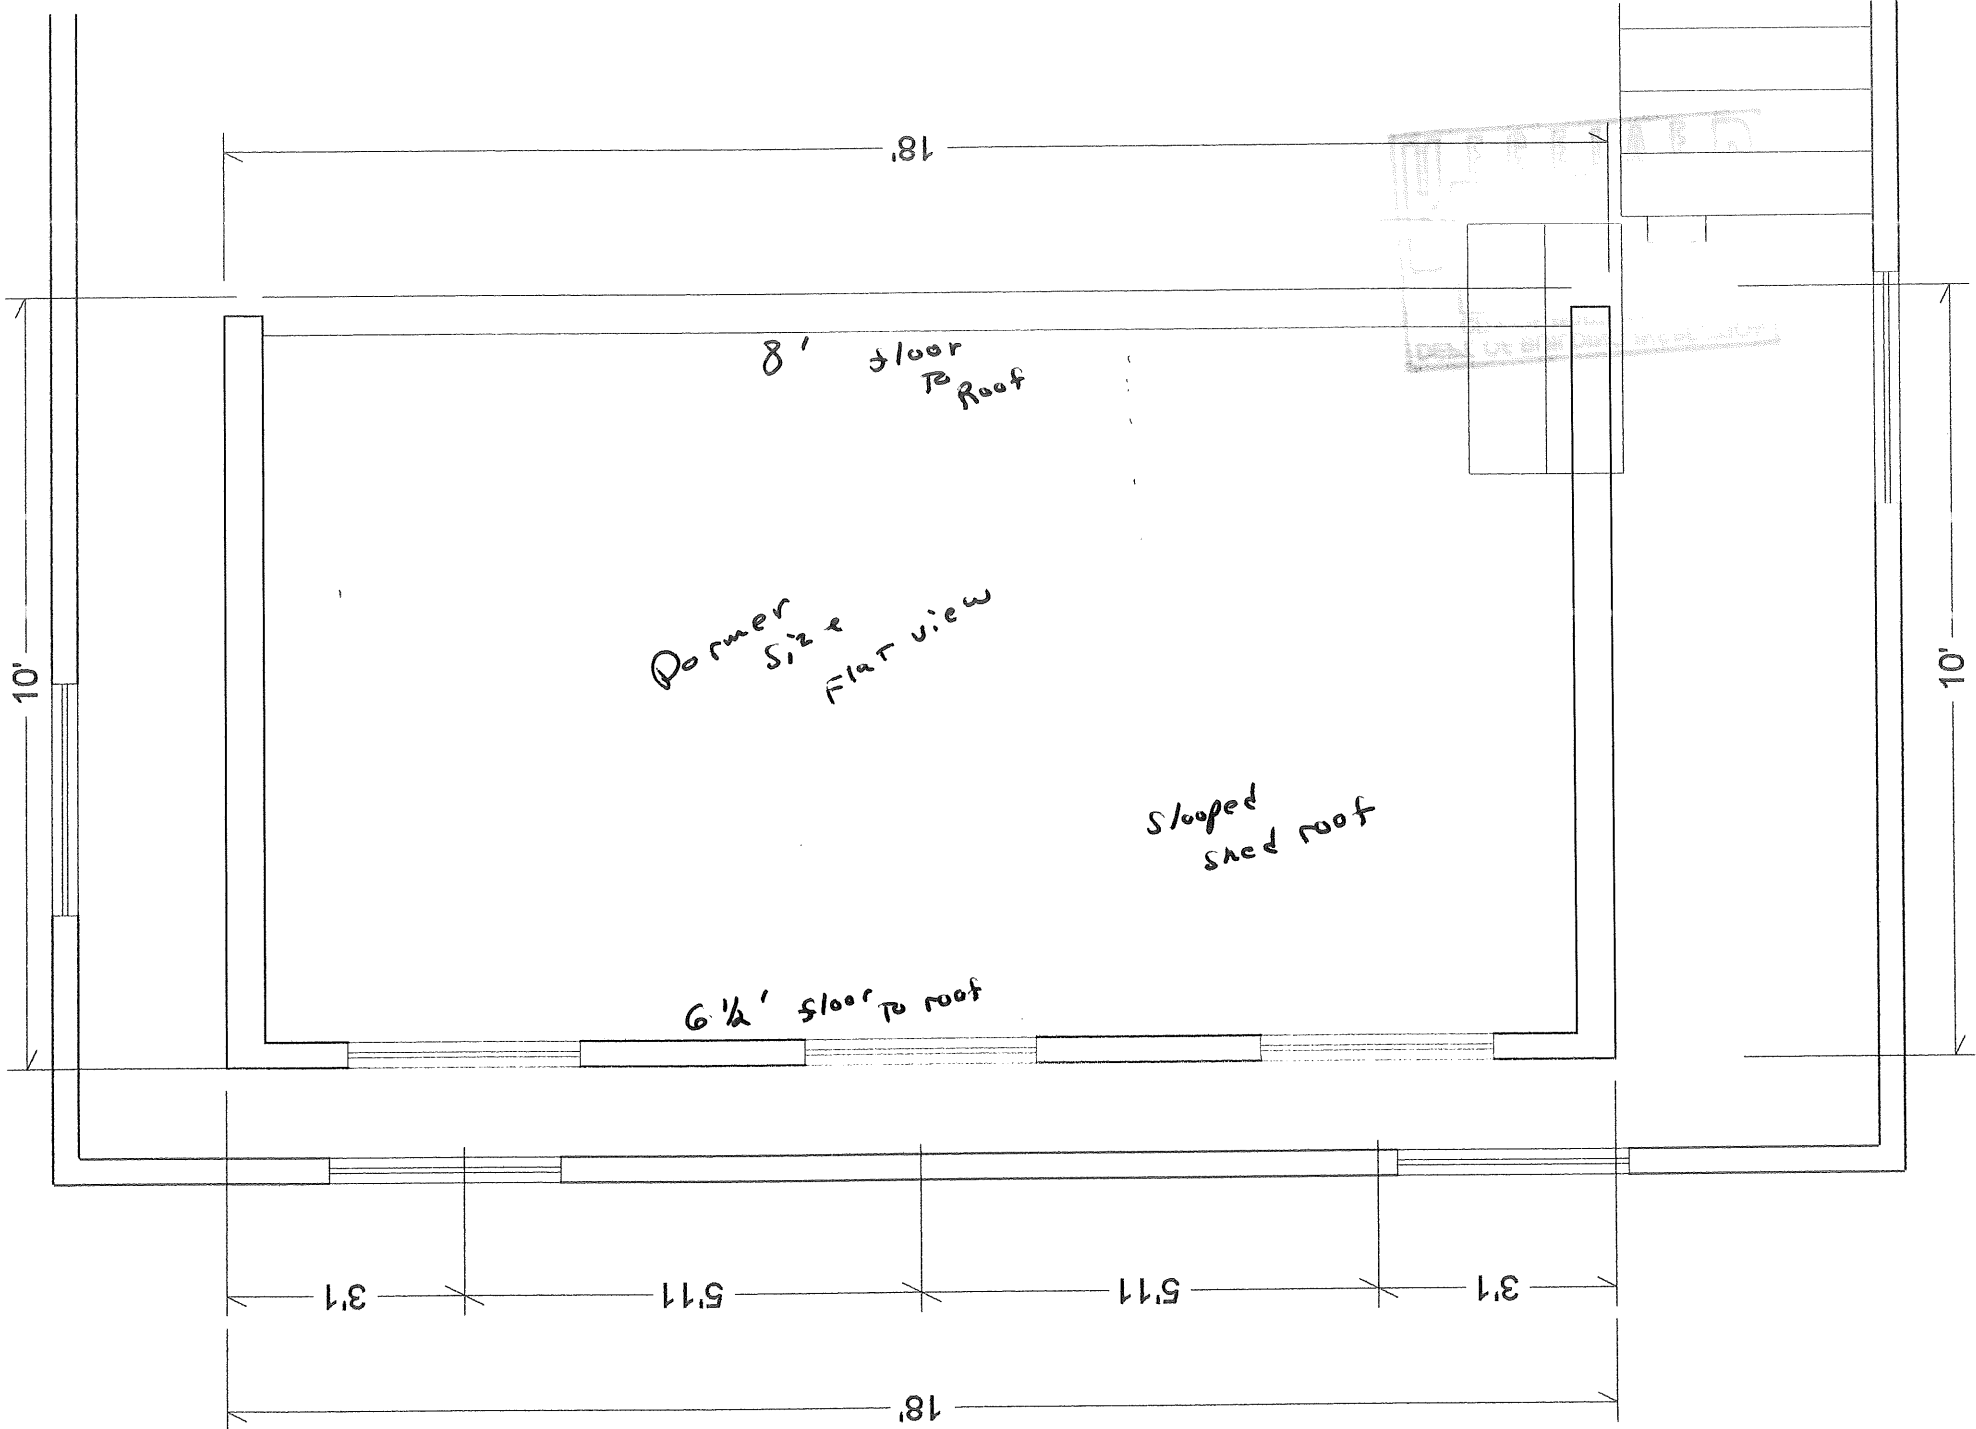 18'
8' floor
To
Roof
Dormer
Size
Flat view
10'
10'
Slooped
shed roof
6 1/2' floor To roof
3'1
5'11
5'11
3'1
18'